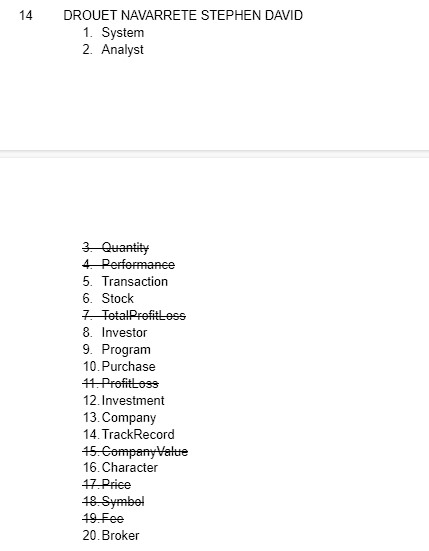 14 DROUET NAVARRETE STEPHEN DAVID
1. System
2. Analyst
3. Quantity
4. Performance
5. Transaction
6. Stock
7. TotalProfitLoss
8. Investor
9. Program
10. Purchase
11. ProfitLoss
12. Investment
13. Company
14. TrackRecord
15. CompanyValue
16. Character
17. Price
18. Symbol
19. Fee
20. Broker